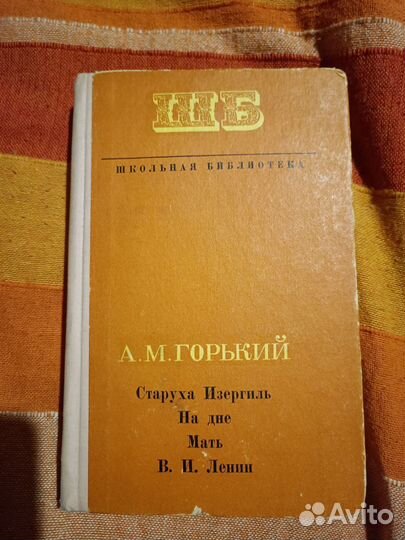 ШБ
ШКОЛЬНАЯ БИБЛИОТЕКА
А.М.ГОРЬКИЙ
Старуха Изергиль
На дне
Мать
В. И. Ленин
Avito